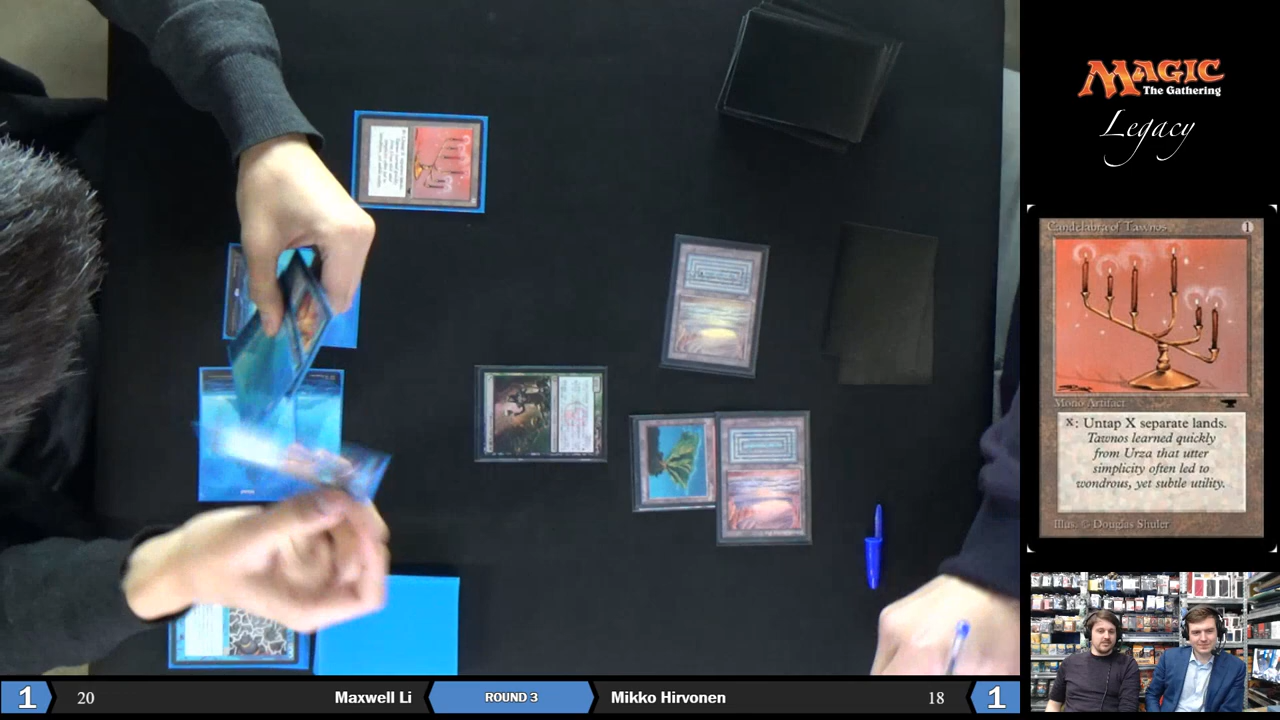 MAGIC
The Gathering
Legacy
Candelabra of Tawnos 1
Mono Artifact
X: Untap X separate lands.
Tawnos learned quickly
from Urza that utter
simplicity often led to
wondrous, yet subtle utility.
Illus. © Douglas Shuler
1 20 Maxwell Li ROUND 3 Mikko Hirvonen 18 1